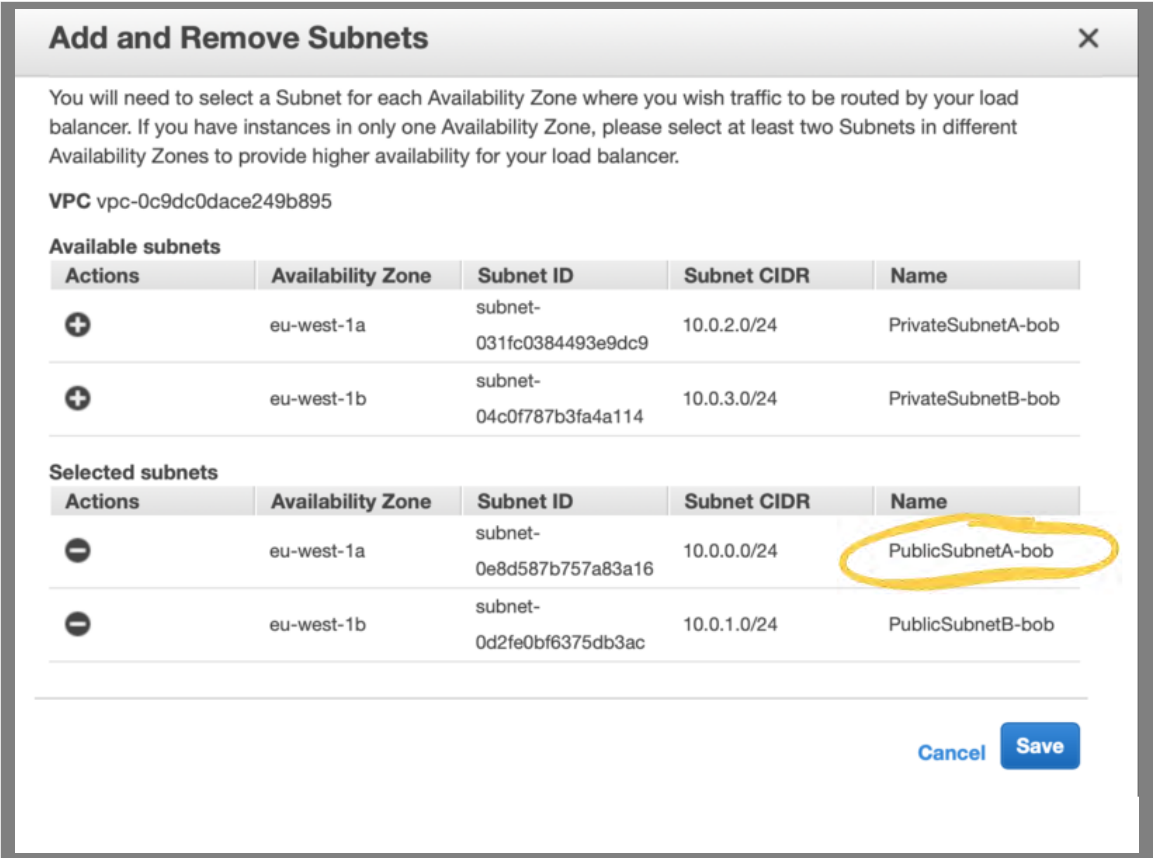 Add and Remove Subnets
You will need to select a Subnet for each Availability Zone where you wish traffic to be routed by your load
balancer. If you have instances in only one Availability Zone, please select at least two Subnets in different
Availability Zones to provide higher availability for your load balancer.
VPC vpc-0c9dc0dace249b895
Available subnets
Actions Availability Zone Subnet ID Subnet CIDR Name
eu-west-1a subnet-031fc0384493e9dc9 10.0.2.0/24 PrivateSubnetA-bob
eu-west-1b subnet-04c0f787b3fa4a114 10.0.3.0/24 PrivateSubnetB-bob
Selected subnets
Actions Availability Zone Subnet ID Subnet CIDR Name
eu-west-1a subnet-0e8d587b757a83a16 10.0.0.0/24 PublicSubnetA-bob
eu-west-1b subnet-0d2fe0bf6375db3ac 10.0.1.0/24 PublicSubnetB-bob
Cancel Save